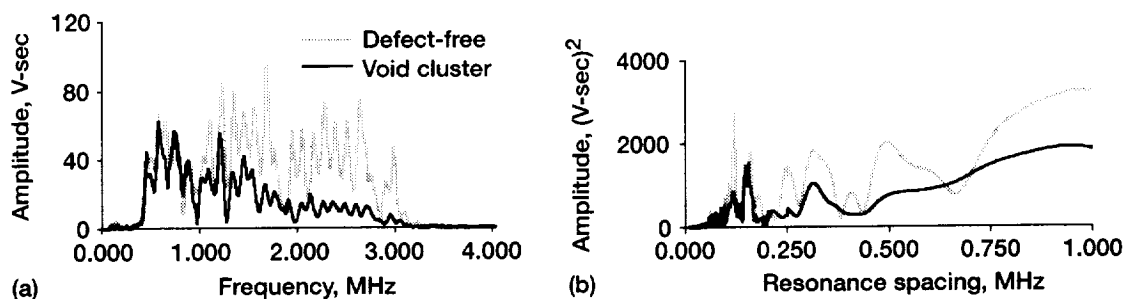 120
80
40
0
Amplitude, V-sec
Defect-free
Void cluster
0.000 1.000 2.000 3.000 4.000
(a) Frequency, MHz
4000
2000
0
Amplitude, (V-sec)²
0.000 0.250 0.500 0.750 1.000
(b) Resonance spacing, MHz